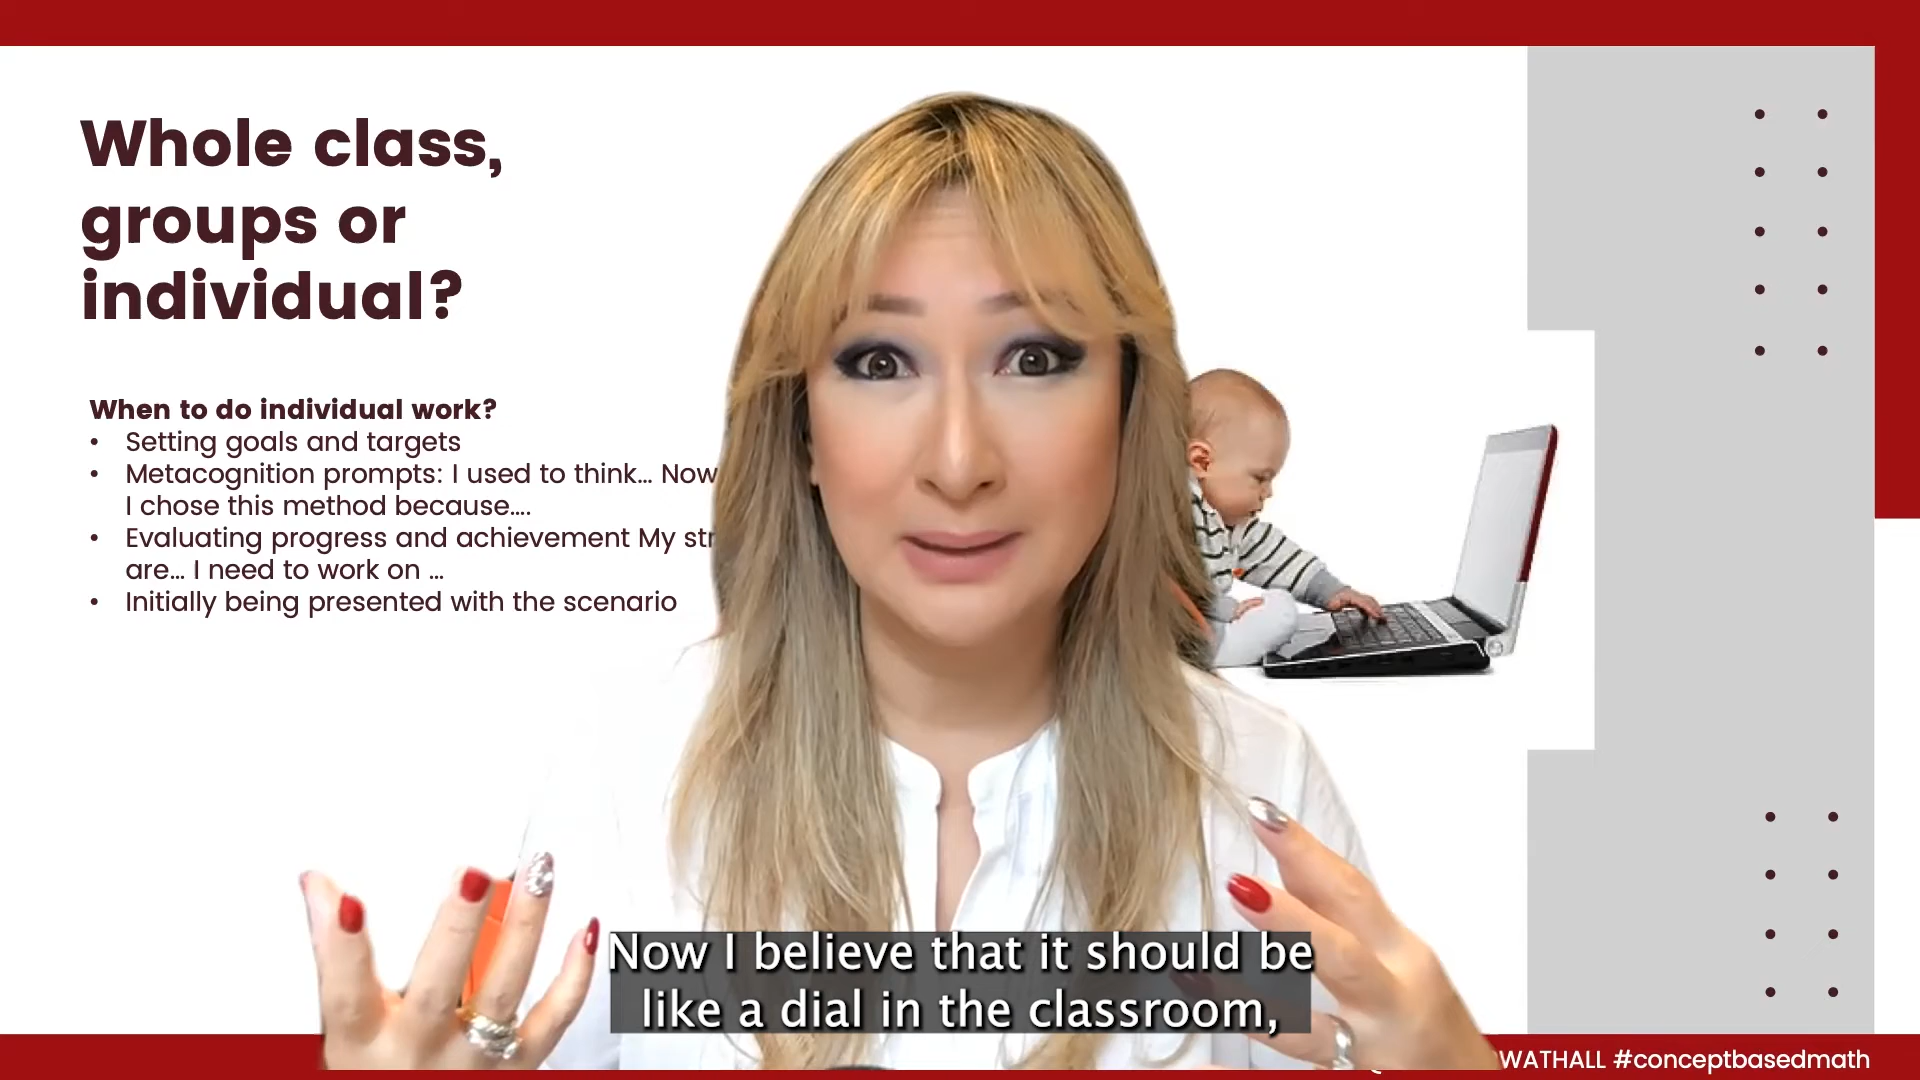 Whole class,
groups or
individual?
When to do individual work?
• Setting goals and targets
• Metacognition prompts: I used to think... Now
I chose this method because....
• Evaluating progress and achievement My
are... I need to work on ...
• Initially being presented with the scenario
Now I believe that it should be
like a dial in the classroom,
WATHALL #conceptbasedmath